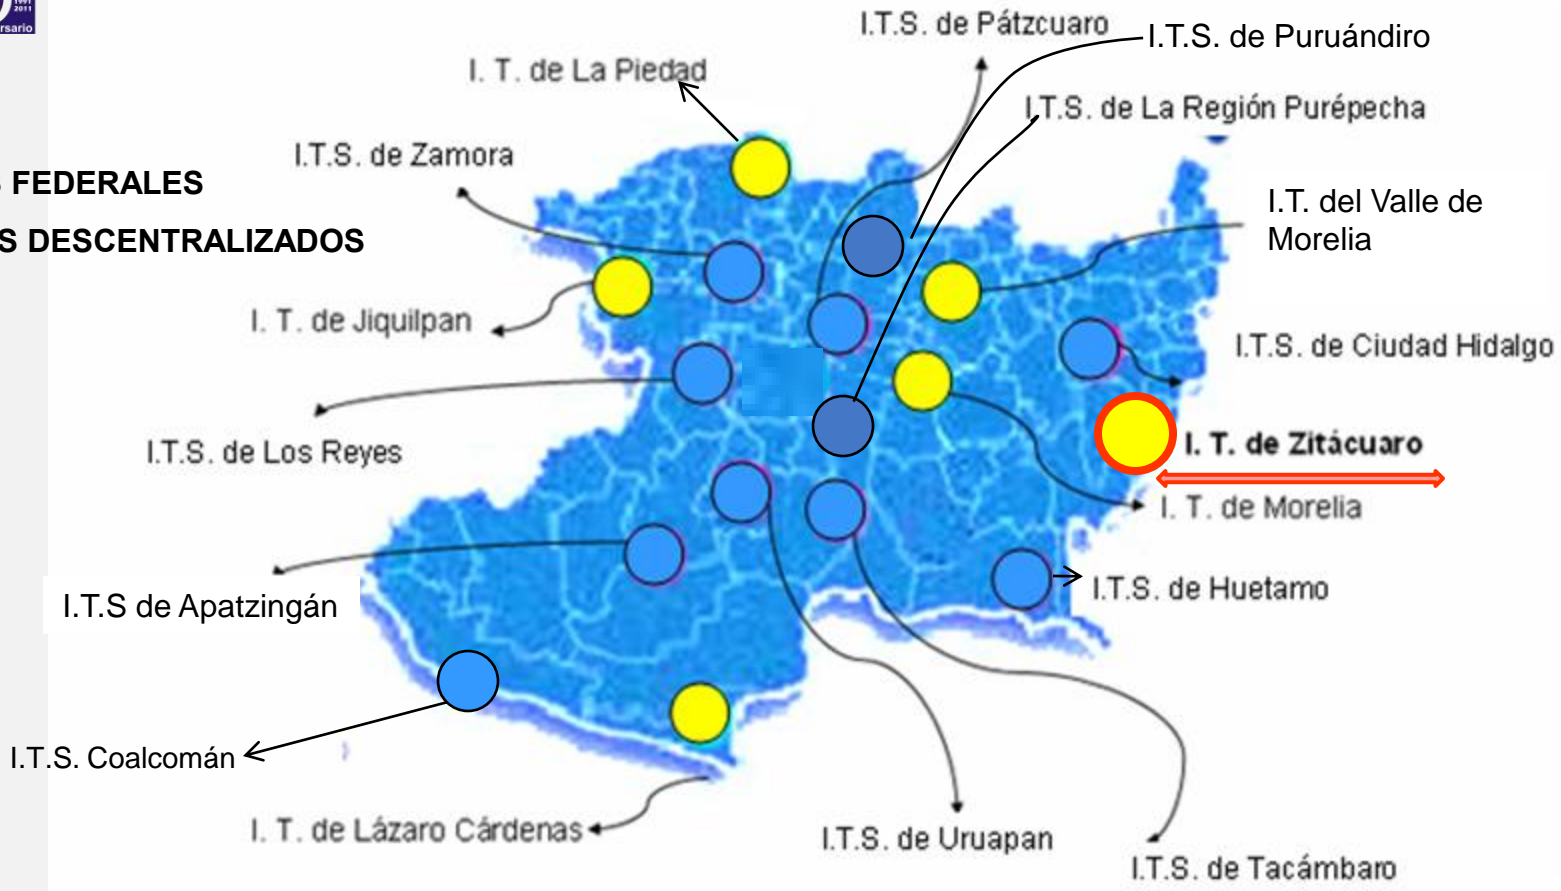 1991
2011
I.T.S. de Pátzcuaro
I.T.S. de Puruándiro
I. T. de La Piedad
I.T.S. de La Región Purépecha
I.T.S. de Zamora
FEDERALES
I.T. del Valle de
Morelia
S DESCENTRALIZADOS
I. T. de Jiquilpan
I.T.S. de Ciudad Hidalgo
I.T.S. de Los Reyes
I. T. de Zitácuaro
I. T. de Morelia
I.T.S de Apatzingán
I.T.S. de Huetamo
I.T.S. Coalcomán
I. T. de Lázaro Cárdenas
I.T.S. de Uruapan
I.T.S. de Tacámbaro